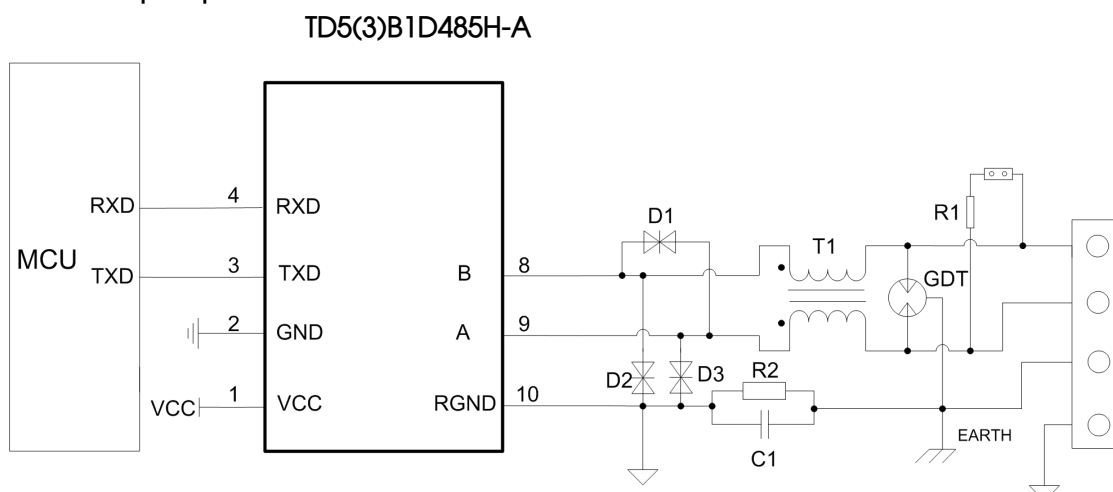 TD5(3)B1D485H-A
MCU
RXD
TXD
4
3
2
1
RXD
TXD
GND
VCC
VCC
B
A
RGND
8
9
10
D1
D2
D3
T1
R2
C1
GDT
R1
EARTH